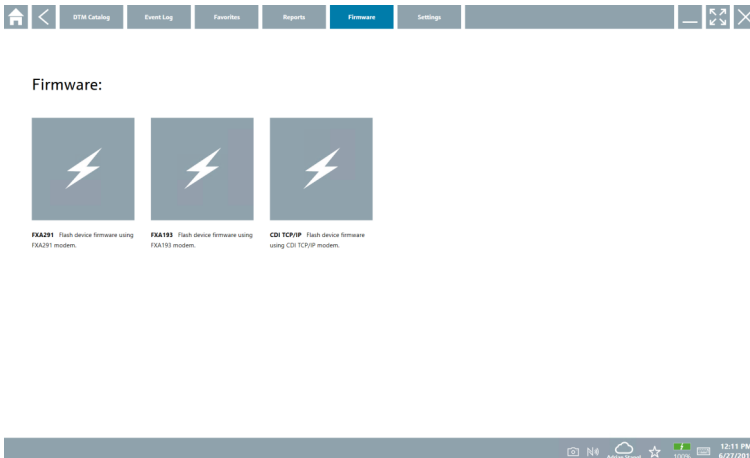 DTM Catalog Event Log Favorites Reports Firmware Settings
Firmware:
FXA291 Flash device firmware using
FXA291 modem.
FXA193 Flash device firmware using
FXA193 modem.
CDI TCP/IP Flash device firmware
using CDI TCP/IP modem.
100%
12:11 PM